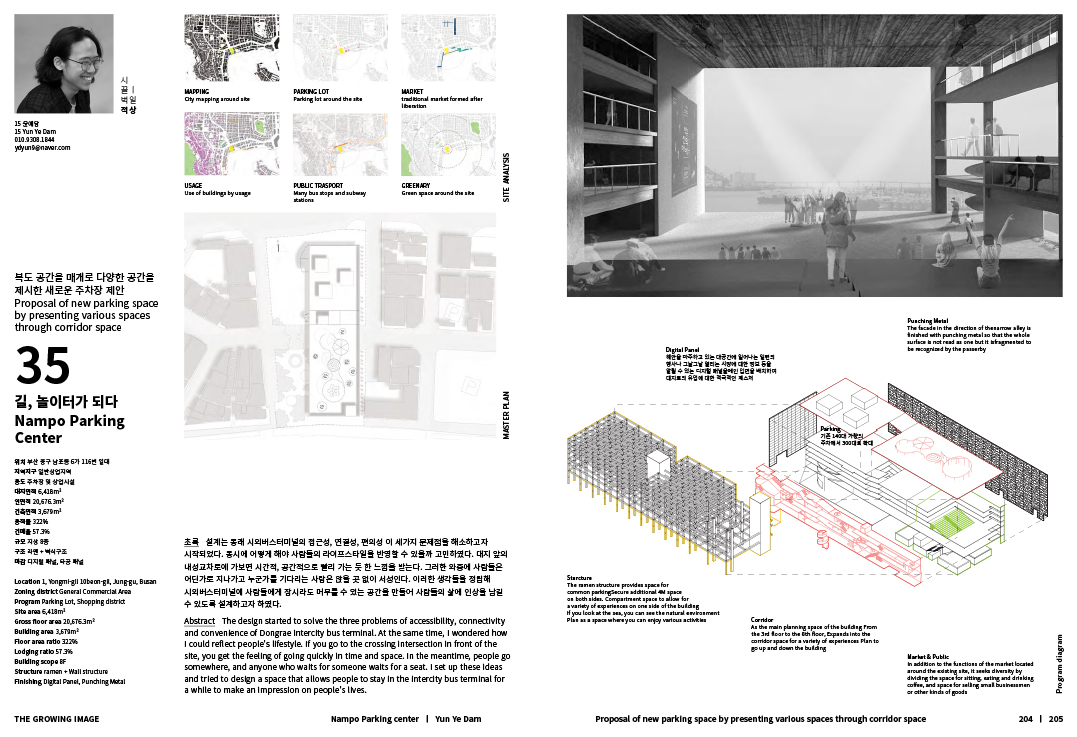 시 — 
꿈 일
벽 상
적
15 윤예담
15 Yun Ye Dam
010.9308.1844
ydyun9@naver.com
복도 공간을 매개로 다양한 공간을
제시한 새로운 주차장 제안
Proposal of new parking space
by presenting various spaces
through corridor space
35
길, 놀이터가 되다
Nampo Parking
Center
위치 부산 중구 남포동 6가 116번 일대
지역지구 일반상업지역
용도 주차장 및 상업시설
대지면적 6,418m²
연면적 20,676.3m²
건축면적 3,679m²
용적률 322%
건폐율 57.3%
규모 지상 8층
구조 라멘 + 벽식구조
마감 디지털 패널, 타공 패널
Location 1, Yongmi-gil 10beon-gil, Jung-gu, Busan
Zoning district General Commercial Area
Program Parking Lot, Shopping district
Site area 6,418m²
Gross floor area 20,676.3m²
Building area 3,679m²
Floor area ratio 322%
Lodging ratio 57.3%
Building scope 8F
Structure ramen + Wall structure
Finishing Digital Panel, Punching Metal
MAPPING
City mapping around site
PARKING LOT
Parking lot around the site
MARKET
traditional market formed after
liberation
USAGE
Use of buildings by usage
PUBLIC TRASPORT
Many bus stops and subway
stations
GREENARY
Green space around the site
SITE ANALYSIS
MASTER PLAN
초록 설계는 동래 시외버스터미널의 접근성, 연결성, 편의성 이 세가지 문제점을 해소하고자
시작되었다. 동시에 어떻게 해야 사람들의 라이프스타일을 반영할 수 있을까 고민하였다. 대지 앞의
내성교차로에 가보면 시간적, 공간적으로 빨리 가는 듯 한 느낌을 받는다. 그러한 와중에 사람들은
어딘가로 지나가고 누군가를 기다리는 사람은 앉을 곳 없이 서성인다. 이러한 생각들을 정립해
시외버스터미널에 사람들에게 잠시라도 머무를 수 있는 공간을 만들어 사람들의 삶에 인상을 남길
수 있도록 설계하고자 하였다.
Abstract The design started to solve the three problems of accessibility, connectivity
and convenience of Dongrae intercity bus terminal. At the same time, I wondered how
I could reflect people's lifestyle. If you go to the crossing intersection in front of the
site, you get the feeling of going quickly in time and space. In the meantime, people go
somewhere, and anyone who waits for someone waits for a seat. I set up these ideas
and tried to design a space that allows people to stay in the intercity bus terminal for
a while to make an impression on people's lives.
Punching Metal
The facade in the direction of thenarrow alley is
finished with punching metal so that the whole
surface is not read as one but it isfragmented to
be recognized by the passerby
Digital Panel
해안을 마주하고 있는 대공간에 일어나는 일련의
행사나 그날그날 열리는 시장에 대한 정보 등을
알릴 수 있는 디지털 패널을메인 입면을 배치하여
대지로의 유입에 대한 적극적인 제스처
Parking
기존 140대 가량의
주차에서 300대로 확대
Starcture
The ramen structure provides space for
common parkingSecure additional 4M space
on both sides. Compartment space to allow for
a variety of experiences on one side of the building
If you look at the sea, you can see the natural environment
Plan as a space where you can enjoy various activities
Corridor
As the main planning space of the building From
the 3rd floor to the 8th floor, Expands into the
corridor space for a variety of experiences Plan to
go up and down the building
Market & Public
In addition to the functions of the market located
around the existing site, it seeks diversity by
dividing the space for sitting, eating and drinking
coffee, and space for selling small businessmen
or other kinds of goods
Program diagram
THE GROWING IMAGE
Nampo Parking center | Yun Ye Dam
Proposal of new parking space by presenting various spaces through corridor space
204 | 205